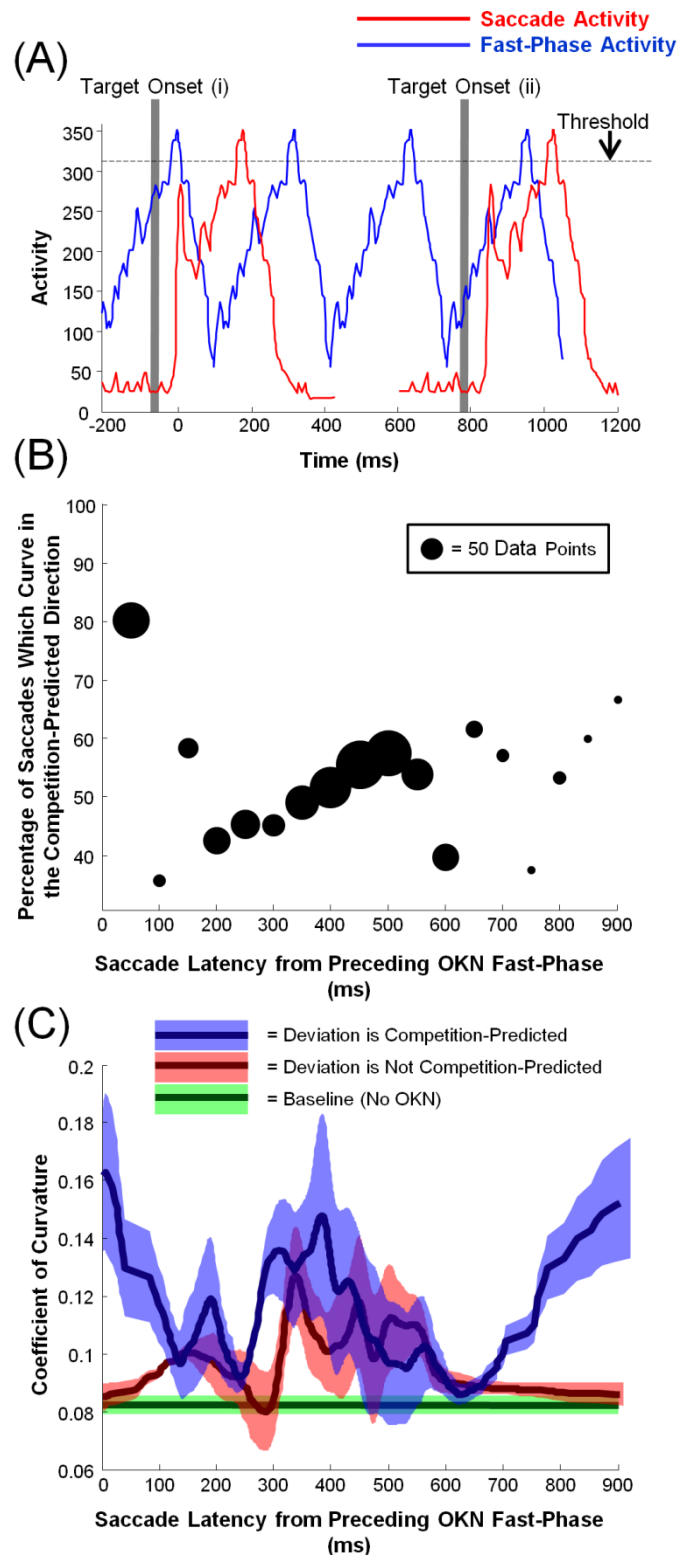 Saccade Activity
Fast-Phase Activity
(A)
Target Onset (i)
Target Onset (ii)
Threshold
350
300
250
200
150
100
50
0
Activity
-200
0
200
400
600
800
1000
1200
Time (ms)
(B)
100
90
80
70
60
50
40
Percentage of Saccades Which Curve in
the Competition-Predicted Direction
= 50 Data Points
0
100
200
300
400
500
600
700
800
900
Saccade Latency from Preceding OKN Fast-Phase
(ms)
(C)
= Deviation is Competition-Predicted
= Deviation is Not Competition-Predicted
= Baseline (No OKN)
0.2
0.18
0.16
0.14
0.12
0.1
0.08
0.06
Coefficient of Curvature
0
100
200
300
400
500
600
700
800
900
Saccade Latency from Preceding OKN Fast-Phase
(ms)